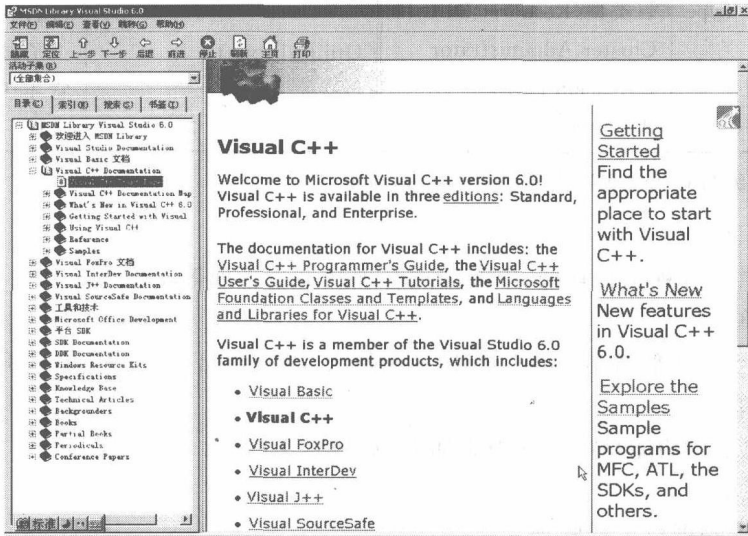 MSDN Library Visual Studio 6.0
文件(F) 编辑(E) 查看(V) 跳转(G) 帮助(H)
隐藏 定位 上一步 下一步 后退 前进 停止 刷新 主页 打印
活动子集(B)
(全部集合)
目录(C) 索引(N) 搜索(S) 书签(I)
MSDN Library Visual Studio 6.0
欢迎进入 MSDN Library
Visual Studio Documentation
Visual Basic 文档
Visual C++ Documentation
Visual C++ Documentation Map
What's New in Visual C++ 6.0
Getting Started with Visual
Using Visual C++
Reference
Samples
Visual FoxPro 文档
Visual InterDev Documentation
Visual J++ Documentation
Visual SourceSafe Documentation
工具和技术
Microsoft Office Development
平台 SDK
SDK Documentation
DDK Documentation
Windows Resource Kits
Specifications
Knowledge Base
Technical Articles
Backgrounders
Books
Partial Books
Periodicals
Conference Papers
标准
Visual C++
Welcome to Microsoft Visual C++ version 6.0!
Visual C++ is available in three editions: Standard,
Professional, and Enterprise.
The documentation for Visual C++ includes: the
Visual C++ Programmer's Guide, the Visual C++
User's Guide, Visual C++ Tutorials, the Microsoft
Foundation Classes and Templates, and Languages
and Libraries for Visual C++.
Visual C++ is a member of the Visual Studio 6.0
family of development products, which includes:
• Visual Basic
• Visual C++
• Visual FoxPro
• Visual InterDev
• Visual J++
• Visual SourceSafe
Getting
Started
Find the
appropriate
place to start
with Visual
C++.
What's New
New features
in Visual C++
6.0.
Explore the
Samples
Sample
programs for
MFC, ATL, the
SDKs, and
others.